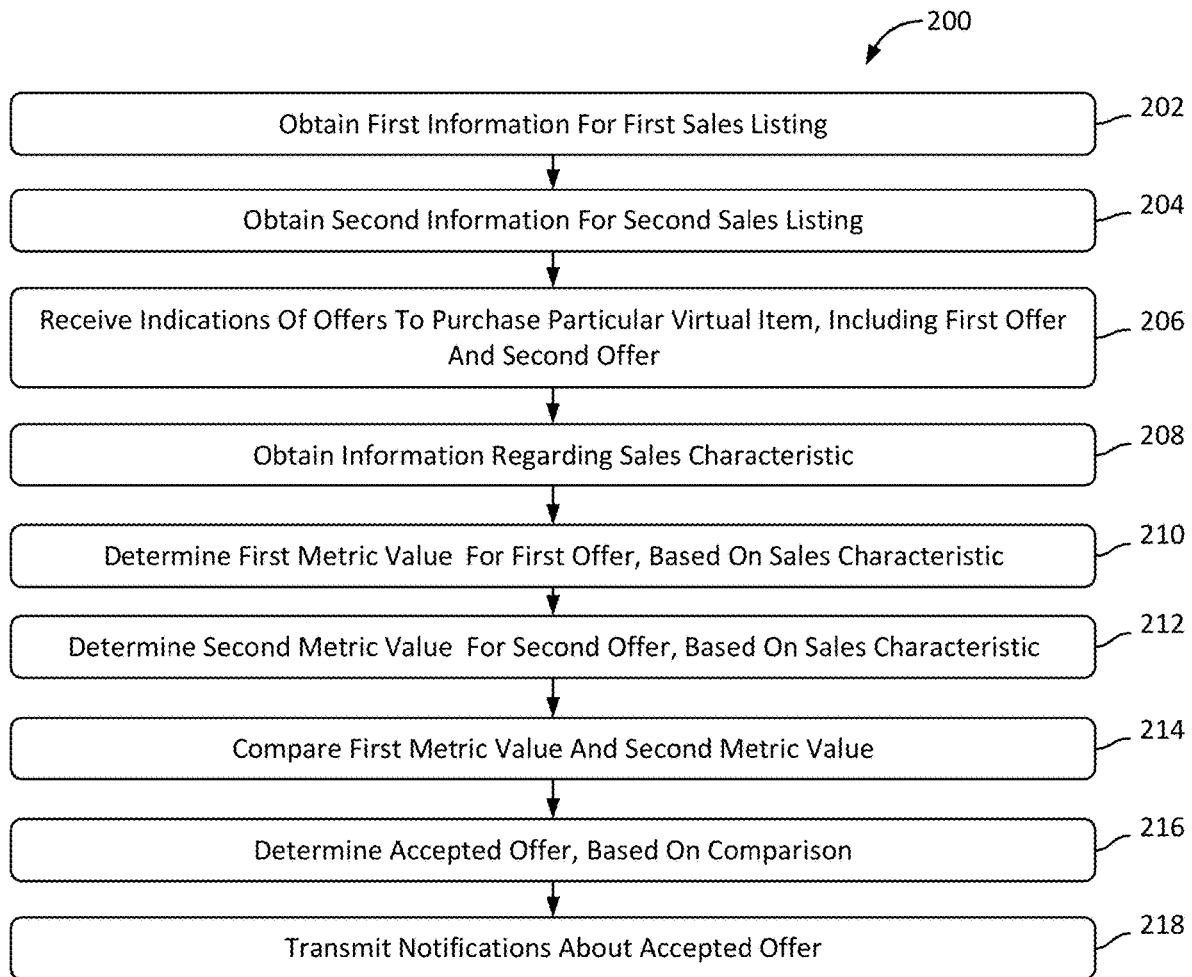 200
Obtain First Information For First Sales Listing
202
Obtain Second Information For Second Sales Listing
204
Receive Indications Of Offers To Purchase Particular Virtual Item, Including First Offer
And Second Offer
206
Obtain Information Regarding Sales Characteristic
208
Determine First Metric Value For First Offer, Based On Sales Characteristic
210
Determine Second Metric Value For Second Offer, Based On Sales Characteristic
212
Compare First Metric Value And Second Metric Value
214
Determine Accepted Offer, Based On Comparison
216
Transmit Notifications About Accepted Offer
218